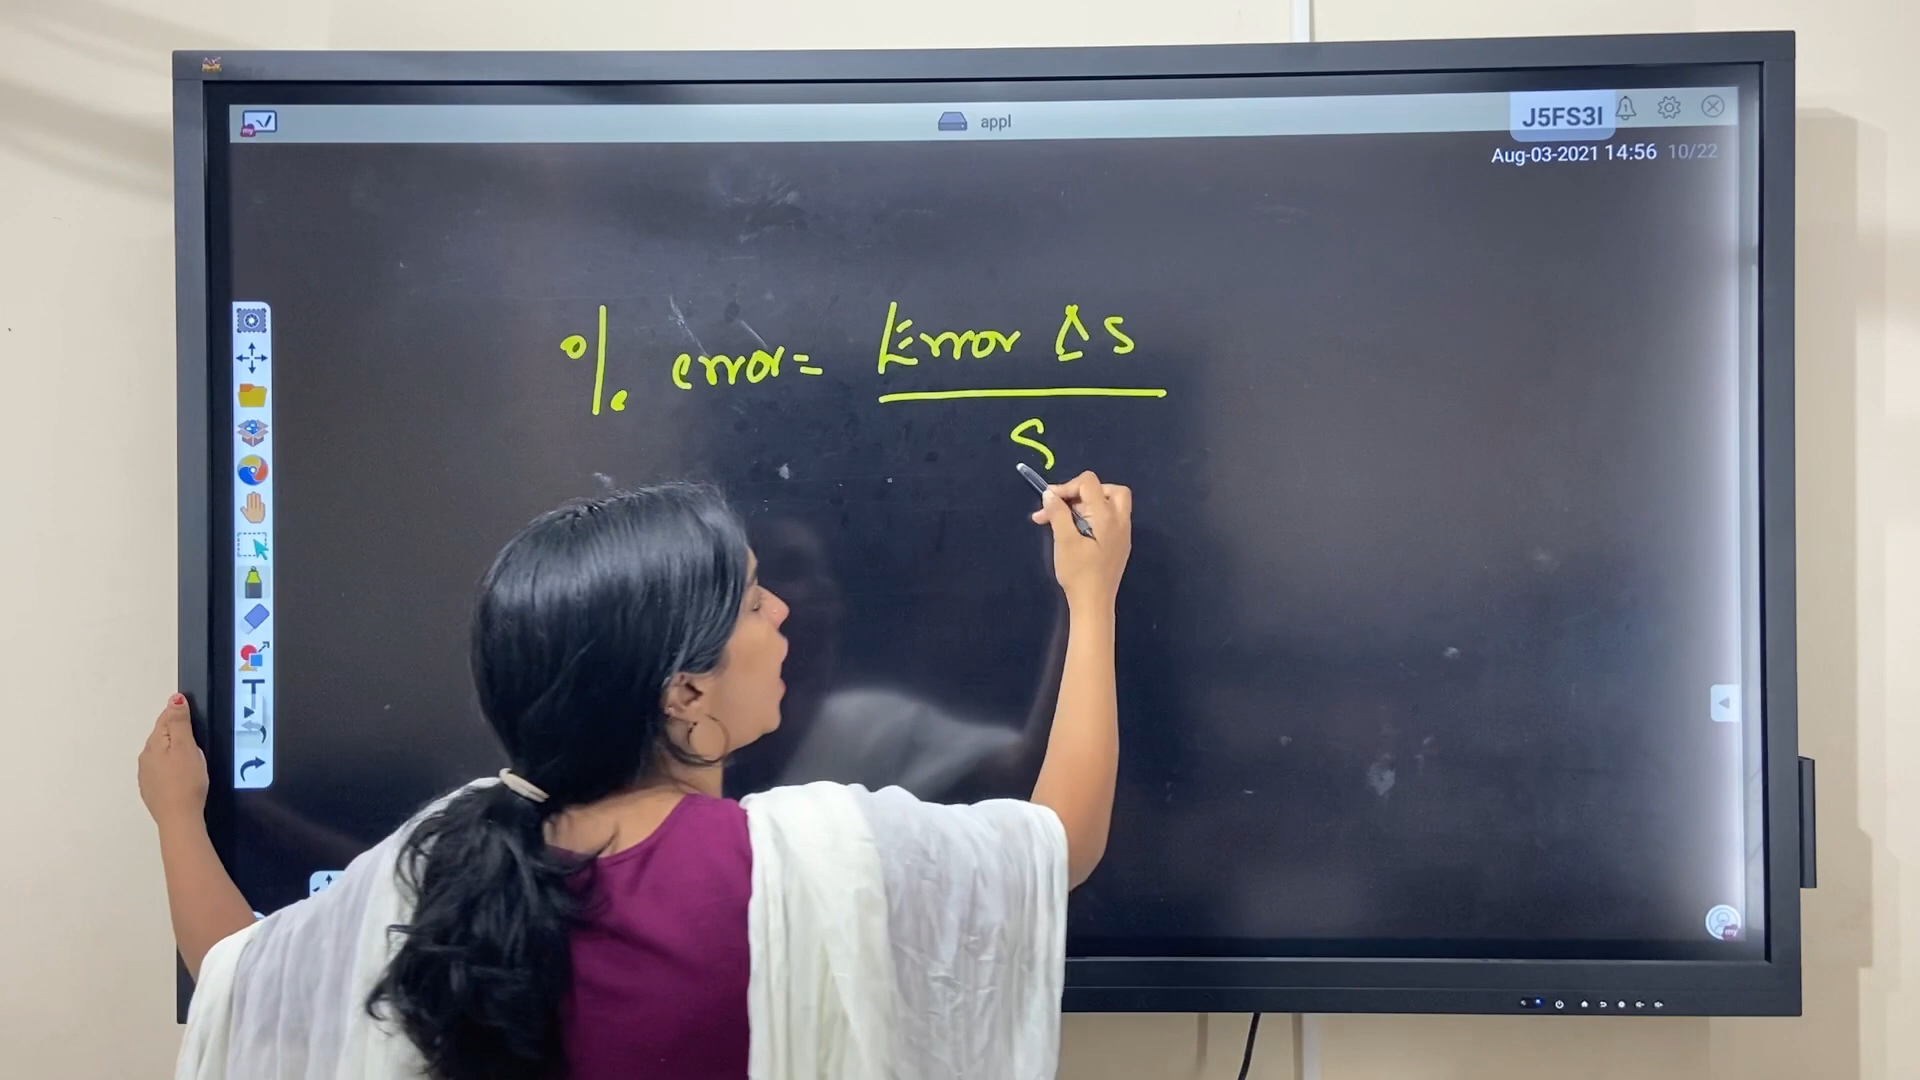 appl
J5FS3I
Aug-03-2021 14:56 10/22
% error = Error ΔS
S